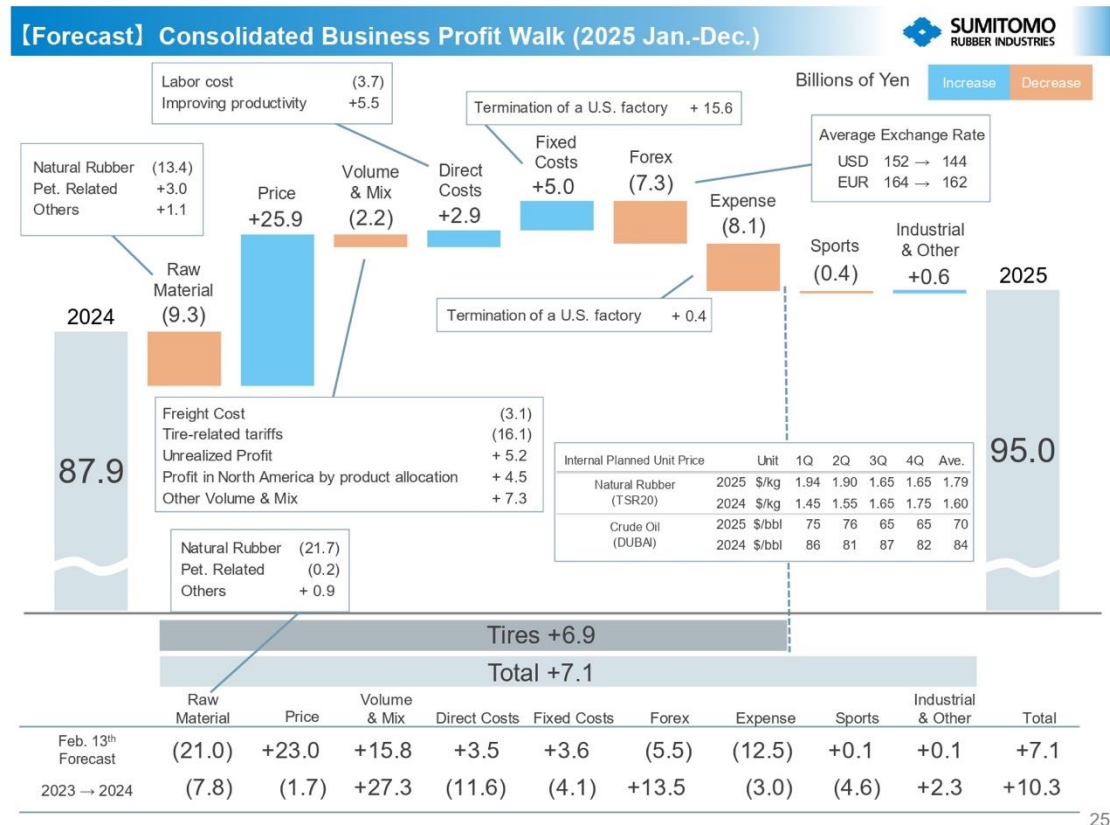 【Forecast】 Consolidated Business Profit Walk (2025 Jan.-Dec.)
SUMITOMO
RUBBER INDUSTRIES
Billions of Yen
Increase Decrease
Labor cost (3.7)
Improving productivity +5.5
Termination of a U.S. factory + 15.6
Average Exchange Rate
USD 152 → 144
EUR 164 → 162
Natural Rubber (13.4)
Pet. Related +3.0
Others +1.1
2024
87.9
Raw
Material
(9.3)
Price
+25.9
Volume
& Mix
(2.2)
Direct
Costs
+2.9
Fixed
Costs
+5.0
Forex
(7.3)
Expense
(8.1)
Sports
(0.4)
Industrial
& Other
+0.6
2025
95.0
Termination of a U.S. factory + 0.4
Freight Cost (3.1)
Tire-related tariffs (16.1)
Unrealized Profit + 5.2
Profit in North America by product allocation + 4.5
Other Volume & Mix + 7.3
Internal Planned Unit Price Unit 1Q 2Q 3Q 4Q Ave.
Natural Rubber
(TSR20)
2025 $/kg 1.94 1.90 1.65 1.65 1.79
2024 $/kg 1.45 1.55 1.65 1.75 1.60
Crude Oil
(DUBAI)
2025 $/bbl 75 76 65 65 70
2024 $/bbl 86 81 87 82 84
Natural Rubber (21.7)
Pet. Related (0.2)
Others + 0.9
Tires +6.9
Total +7.1
Raw
Material
Price
Volume
& Mix
Direct Costs
Fixed Costs
Forex
Expense
Sports
Industrial
& Other
Total
Feb. 13th
Forecast
(21.0) +23.0 +15.8 +3.5 +3.6 (5.5) (12.5) +0.1 +0.1 +7.1
2023 → 2024 (7.8) (1.7) +27.3 (11.6) (4.1) +13.5 (3.0) (4.6) +2.3 +10.3
25